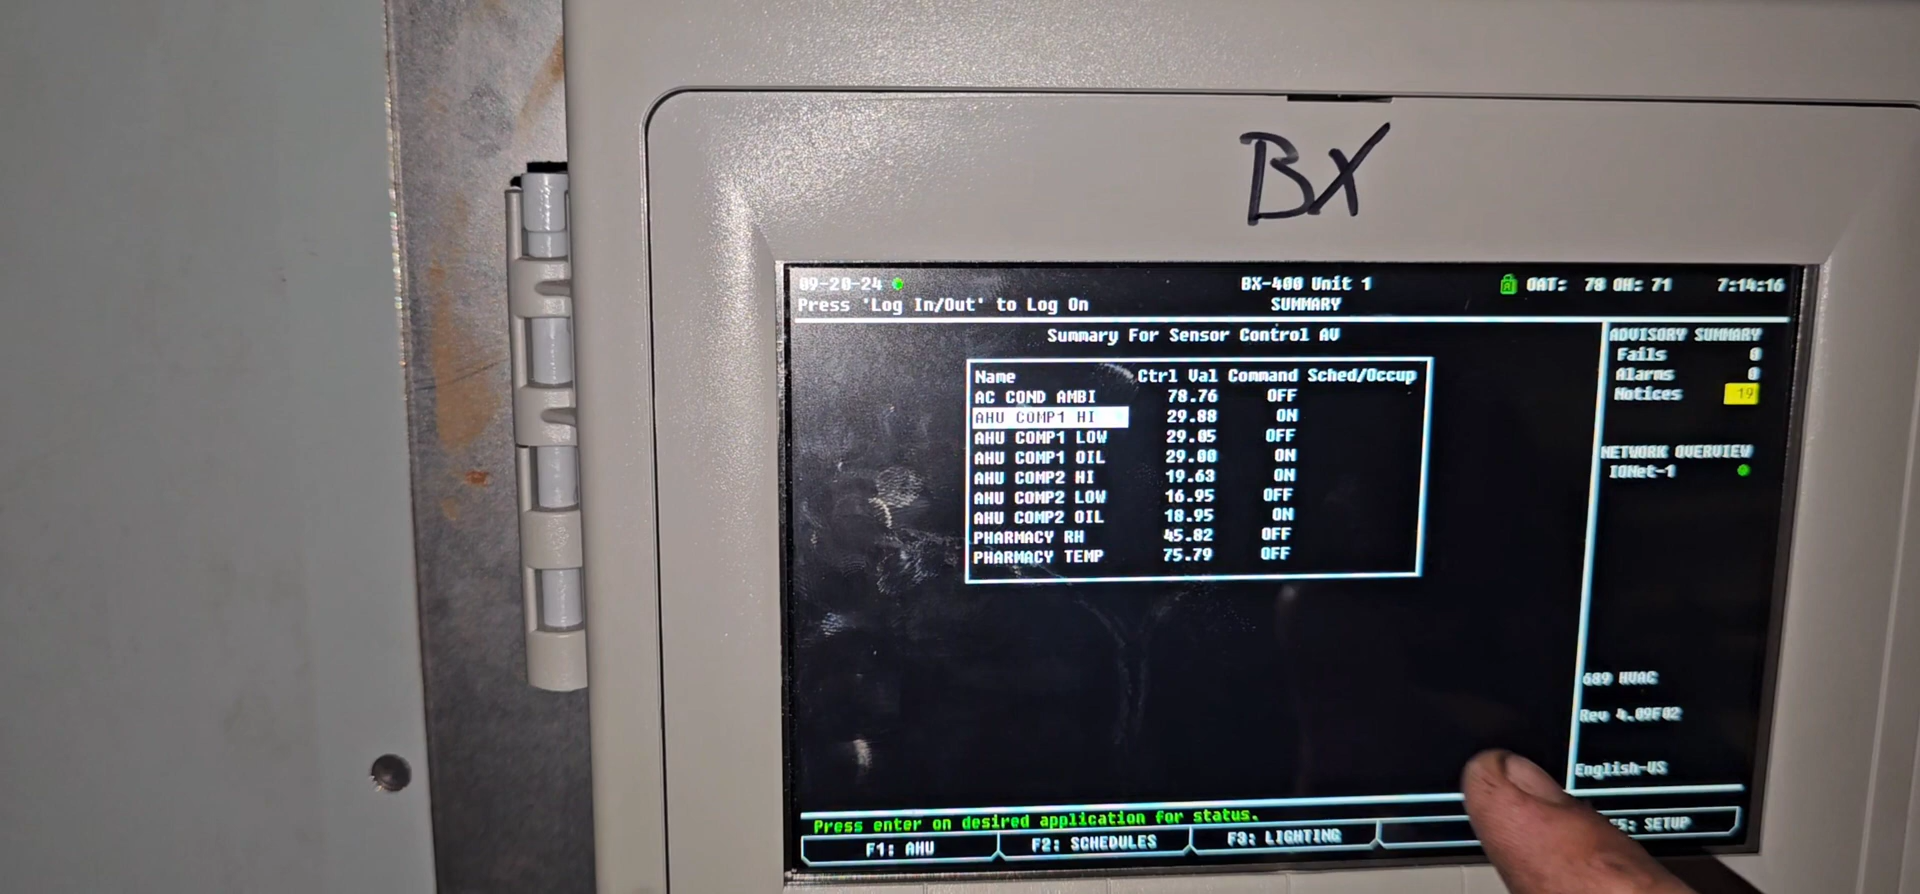 BX
09-20-24 BX-400 Unit 1 OAT: 78 OH: 71 7:14:16
Press 'Log In/Out' to Log On SUMMARY
Summary For Sensor Control AV
Name Ctrl Val Command Sched/Occup
AC COND AMBI 78.76 OFF
AHU COMP1 HI 29.88 ON
AHU COMP1 LOW 29.05 OFF
AHU COMP1 OIL 29.00 ON
AHU COMP2 HI 19.63 ON
AHU COMP2 LOW 16.95 OFF
AHU COMP2 OIL 18.95 ON
PHARMACY RH 45.82 OFF
PHARMACY TEMP 75.79 OFF
ADVISORY SUMMARY
Fails 0
Alarms 0
Notices 19
NETWORK OVERVIEW
IONet-1
689 HVAC
Rev 4.09F02
English-US
Press enter on desired application for status.
F1: AHU F2: SCHEDULES F3: LIGHTING F5: SETUP